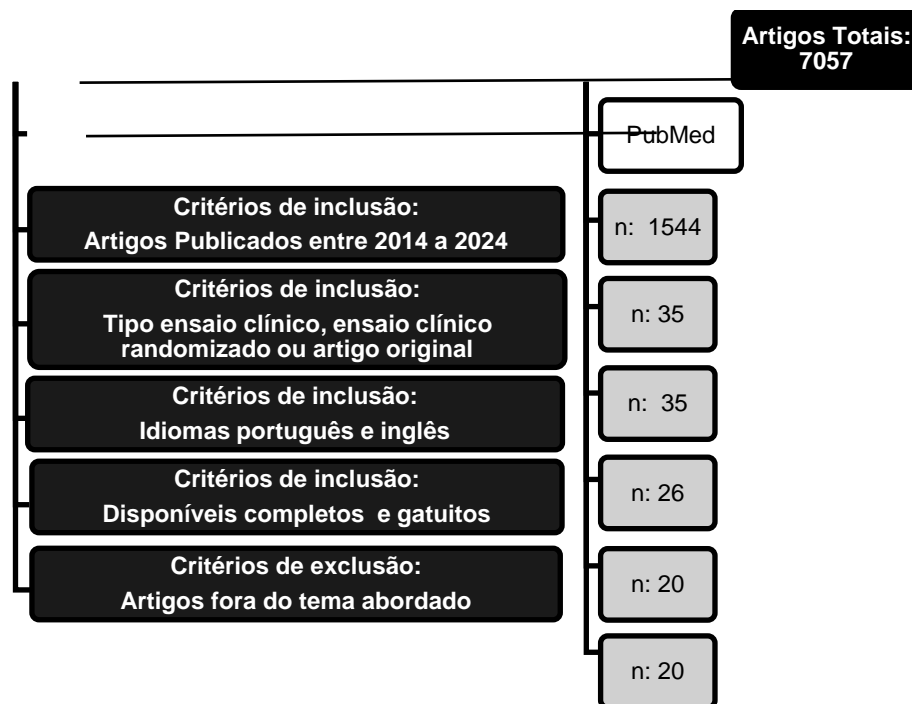 Artigos Totais:
7057
PubMed
Critérios de inclusão:
Artigos Publicados entre 2014 a 2024
n: 1544
Critérios de inclusão:
Tipo ensaio clínico, ensaio clínico
randomizado ou artigo original
n: 35
Critérios de inclusão:
Idiomas português e inglês
n: 35
Critérios de inclusão:
Disponíveis completos e gatuitos
n: 26
Critérios de exclusão:
Artigos fora do tema abordado
n: 20
n: 20